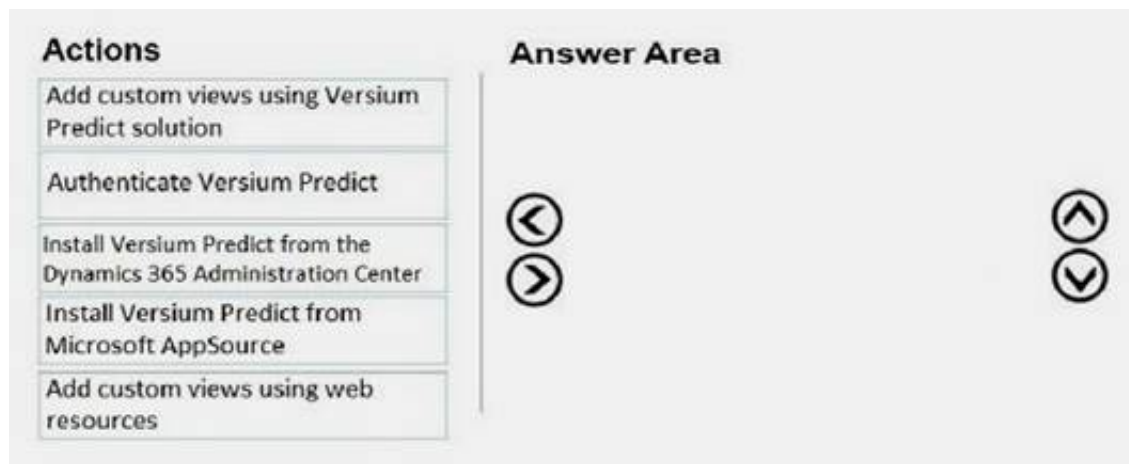 Actions
Answer Area
Add custom views using Versium
Predict solution
Authenticate Versium Predict
Install Versium Predict from the
Dynamics 365 Administration Center
Install Versium Predict from
Microsoft AppSource
Add custom views using web
resources